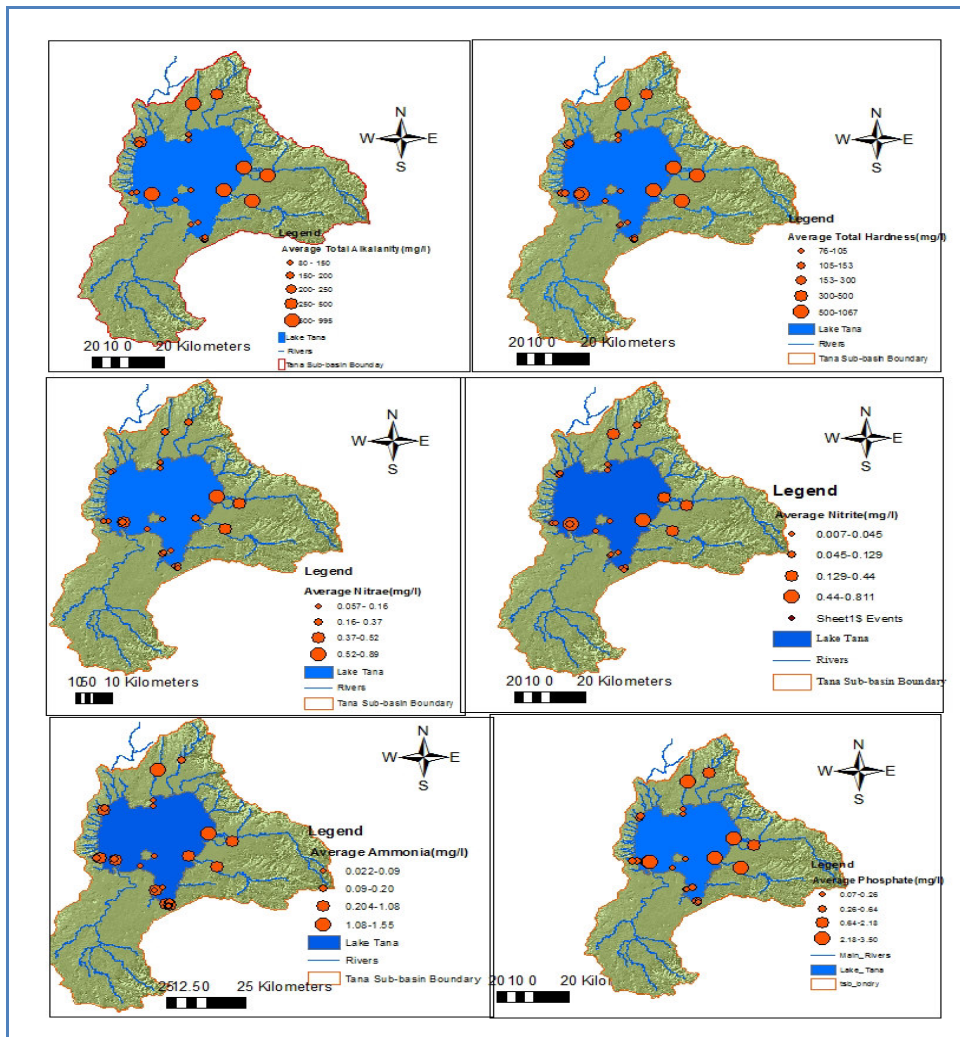 N
W E
S
Legend
Average Total Alkalanity(mg/l)
80 - 150
150- 200
200- 250
250- 500
500- 995
Lake Tana
Rivers
Tana Sub-basin Boundary
20 10 0 20 Kilometers
N
W E
S
Legend
Average Total Hardness(mg/l)
76-105
105-153
153- 300
300-500
500-1067
Lake Tana
Rivers
Tana Sub-basin Boundary
20 10 0 20 Kilometers
N
W E
S
Legend
Average Nitrae(mg/l)
0.057- 0.16
0.16- 0.37
0.37-0.52
0.52-0.89
Lake Tana
Rivers
Tana Sub-basin Boundary
10 50 10 Kilometers
N
W E
S
Legend
Average Nitrite(mg/l)
0.007-0.045
0.045-0.129
0.129-0.44
0.44-0.811
Sheet1$ Events
Lake Tana
Rivers
Tana Sub-basin Boundary
20 10 0 20 Kilometers
N
W E
S
Legend
Average Ammonia(mg/l)
0.022-0.09
0.09-0.20
0.204-1.08
1.08-1.55
Lake Tana
Rivers
Tana Sub-basin Boundary
25 12.5 0 25 Kilometers
N
W E
S
Legend
Average Phosphate(mg/l)
0.07-0.26
0.26-0.64
0.64-2.18
2.18-3.50
Main_Rivers
Lake_Tana
tsb_bndry
20 10 0 20 Kilo